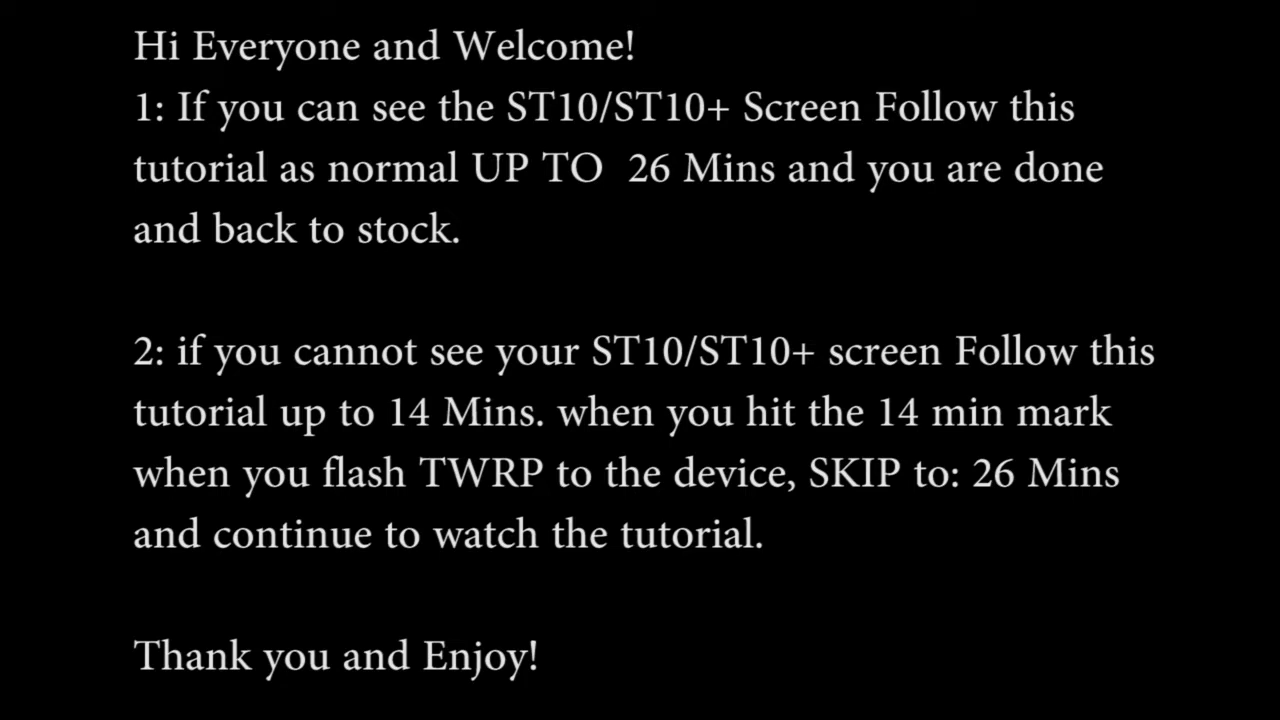 Hi Everyone and Welcome!
1: If you can see the ST10/ST10+ Screen Follow this
tutorial as normal UP TO  26 Mins and you are done
and back to stock.
2: if you cannot see your ST10/ST10+ screen Follow this
tutorial up to 14 Mins. when you hit the 14 min mark
when you flash TWRP to the device, SKIP to: 26 Mins
and continue to watch the tutorial.
Thank you and Enjoy!